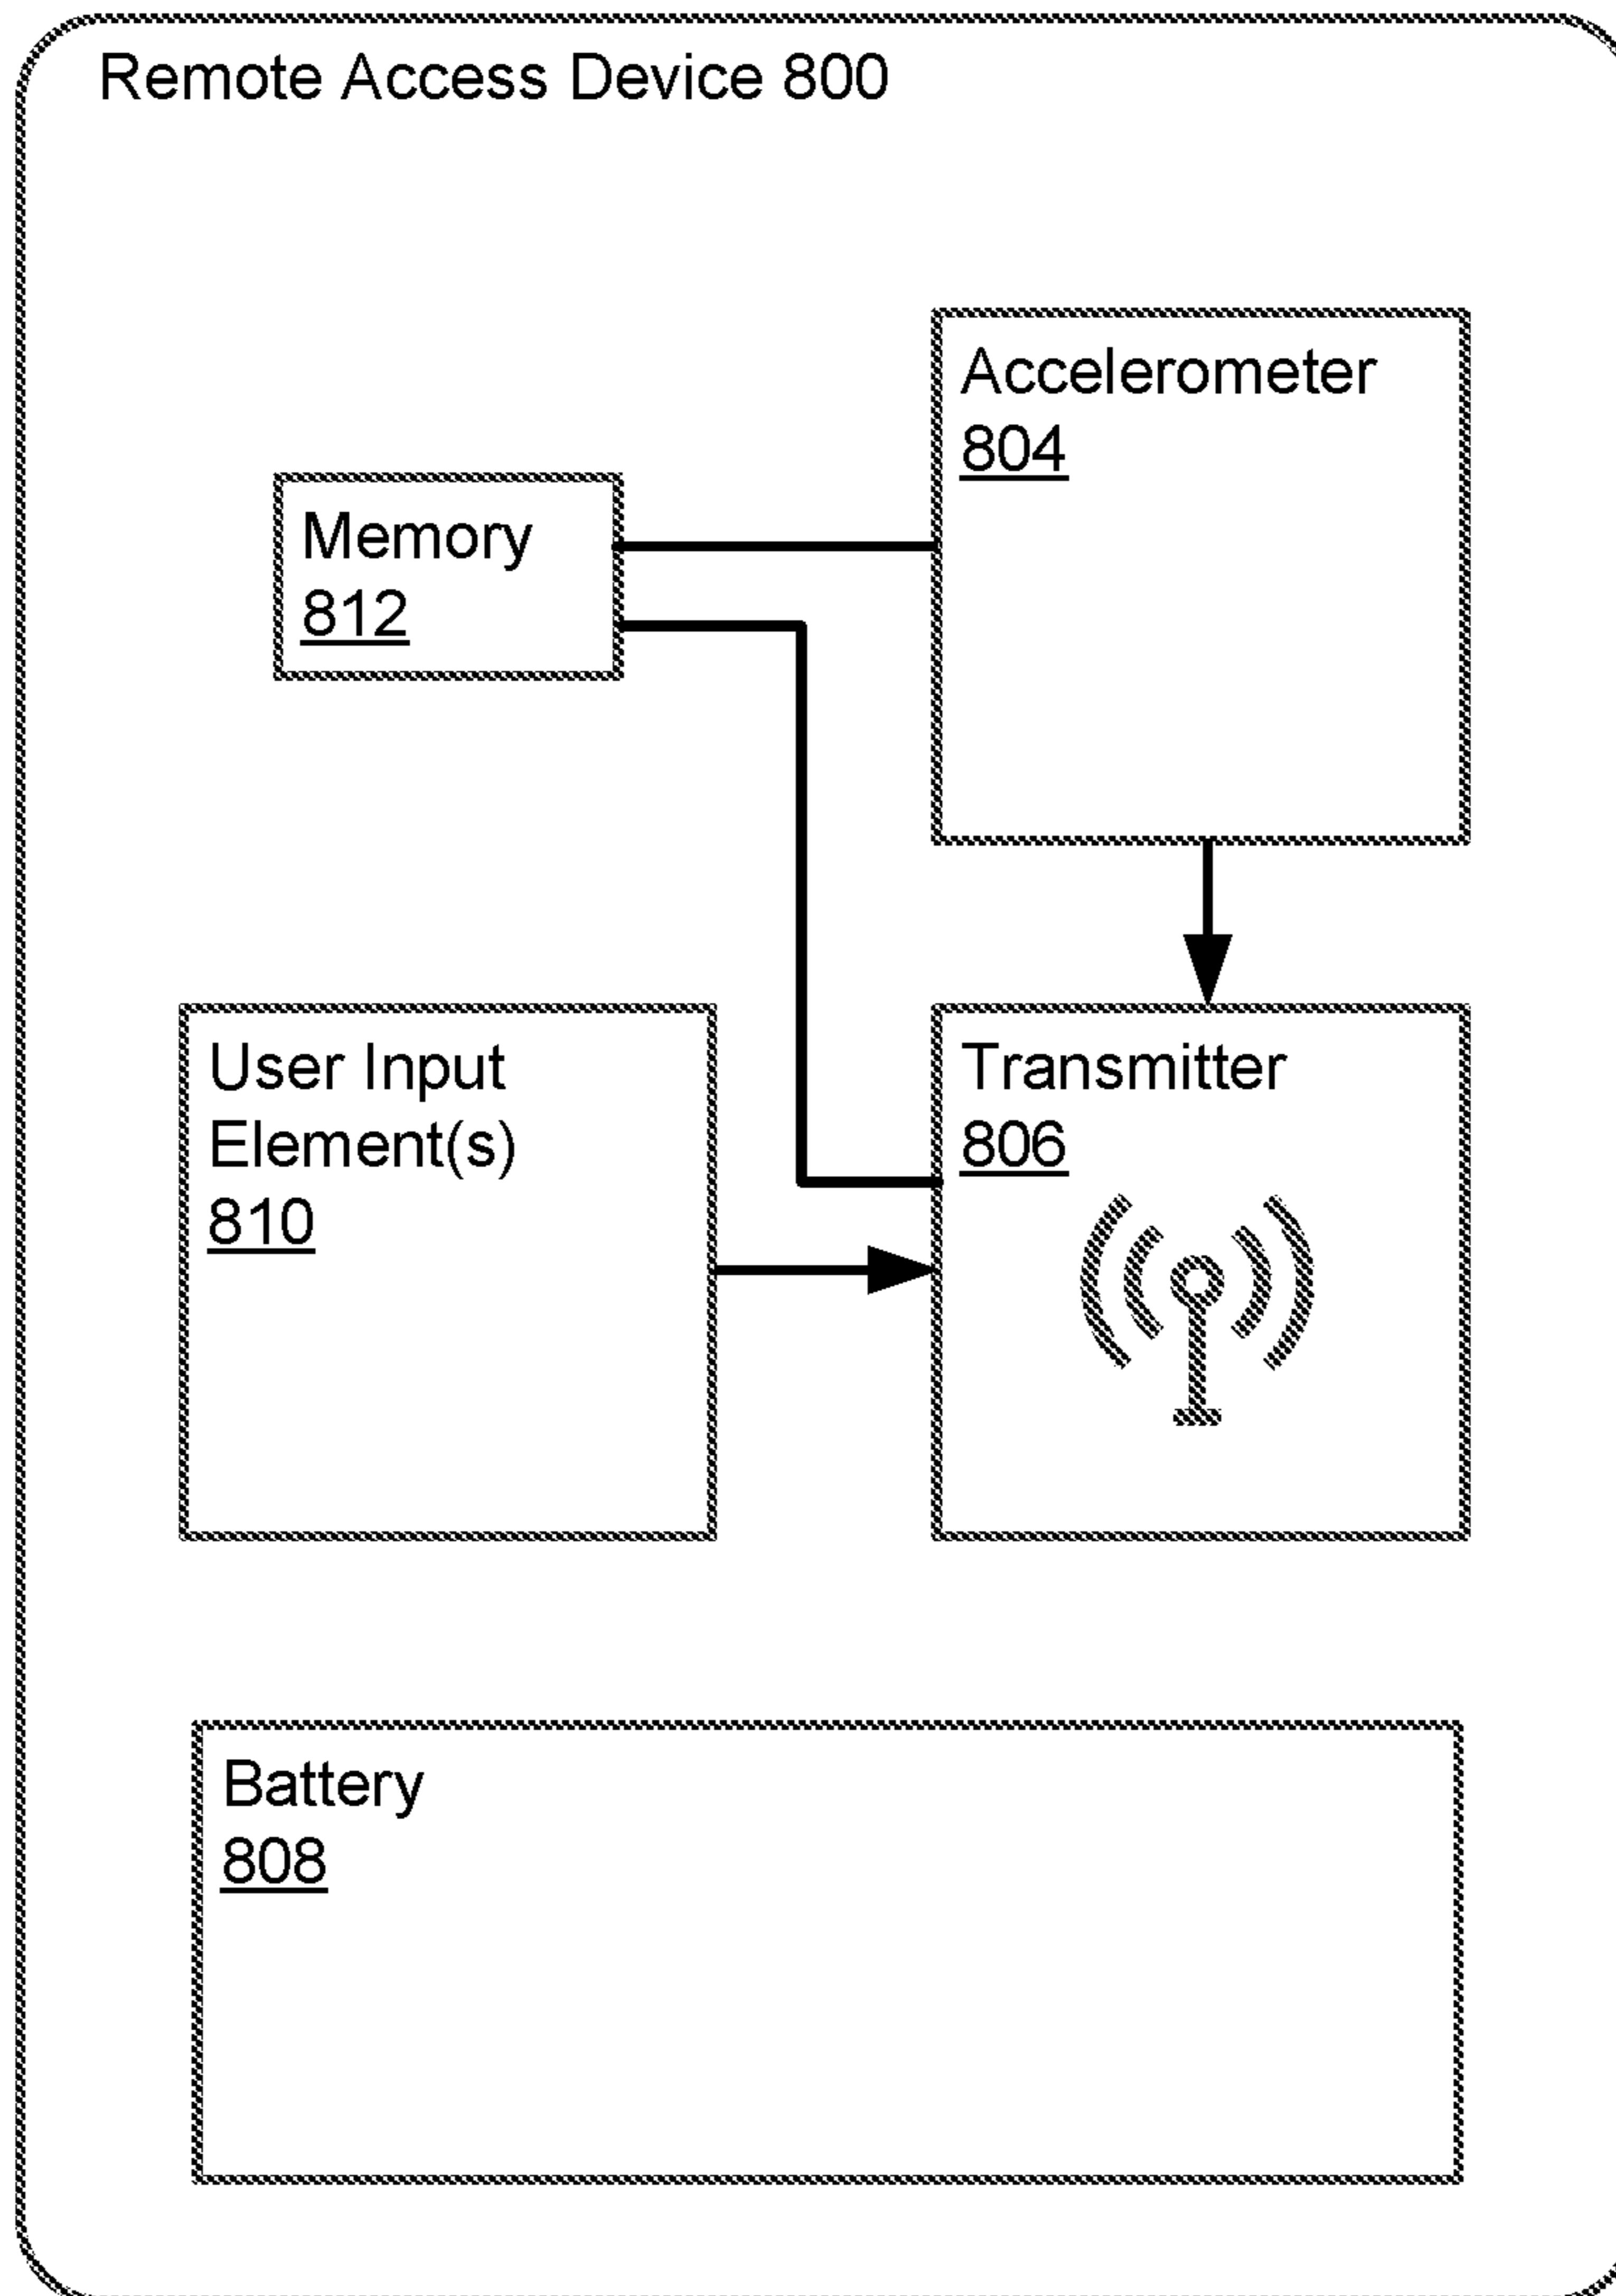 Remote Access Device 800
Accelerometer
804
Memory
812
User Input
Element(s)
810
Transmitter
806
Battery
808